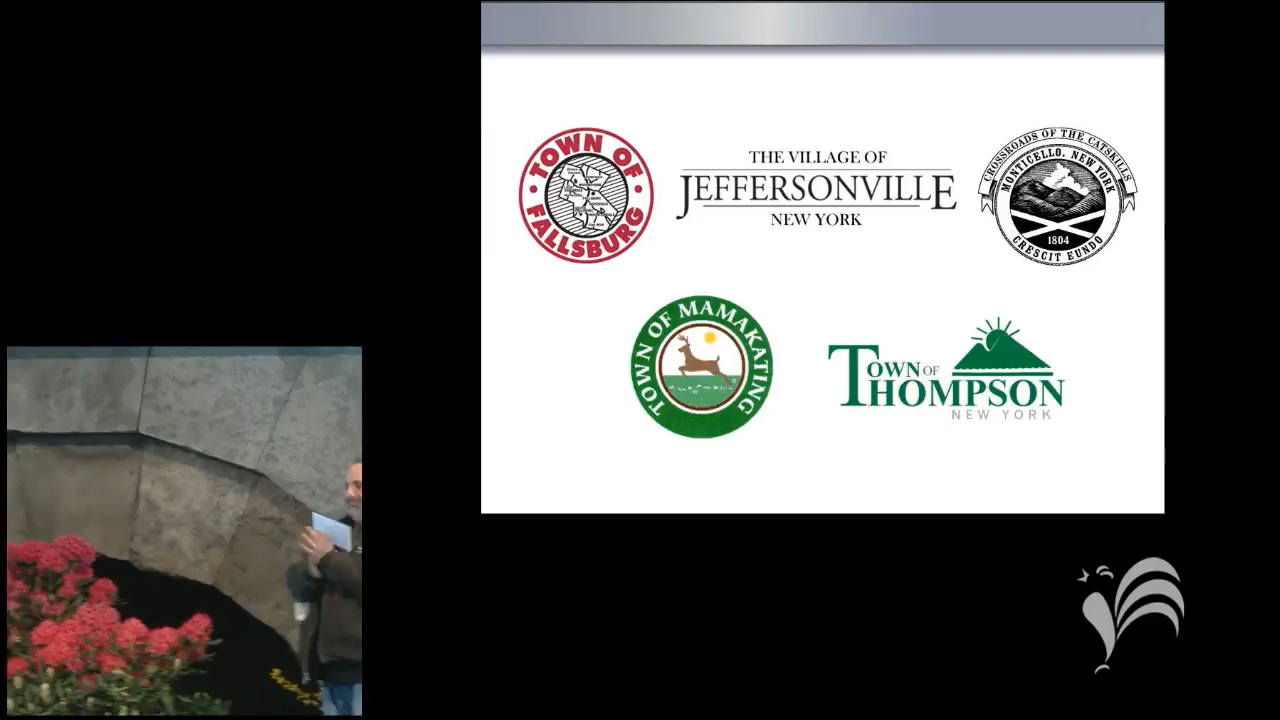 TOWN OF
FALLSBURG
THE VILLAGE OF
JEFFERSONVILLE
NEW YORK
CROSSROADS OF THE CATSKILLS
MONTICELLO, NEW YORK
1804
CRESCIT EUNDO
TOWN OF MAMAKATING
TOWN OF
THOMPSON
NEW YORK